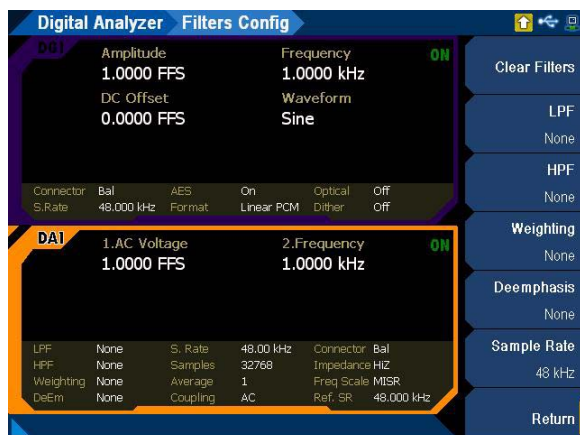 Digital Analyzer Filters Config
DG1
ON
Amplitude Frequency
1.0000 FFS 1.0000 kHz
DC Offset Waveform
0.0000 FFS Sine
Connector Bal AES On Optical Off
S.Rate 48.000 kHz Format Linear PCM Dither Off
DA1
ON
1.AC Voltage 2.Frequency
1.0000 FFS 1.0000 kHz
LPF None S. Rate 48.00 kHz Connector Bal
HPF None Samples 32768 Impedance HiZ
Weighting None Average 1 Freq Scale MISR
DeEm None Coupling AC Ref. SR 48.000 kHz
Clear Filters
LPF
None
HPF
None
Weighting
None
Deemphasis
None
Sample Rate
48 kHz
Return